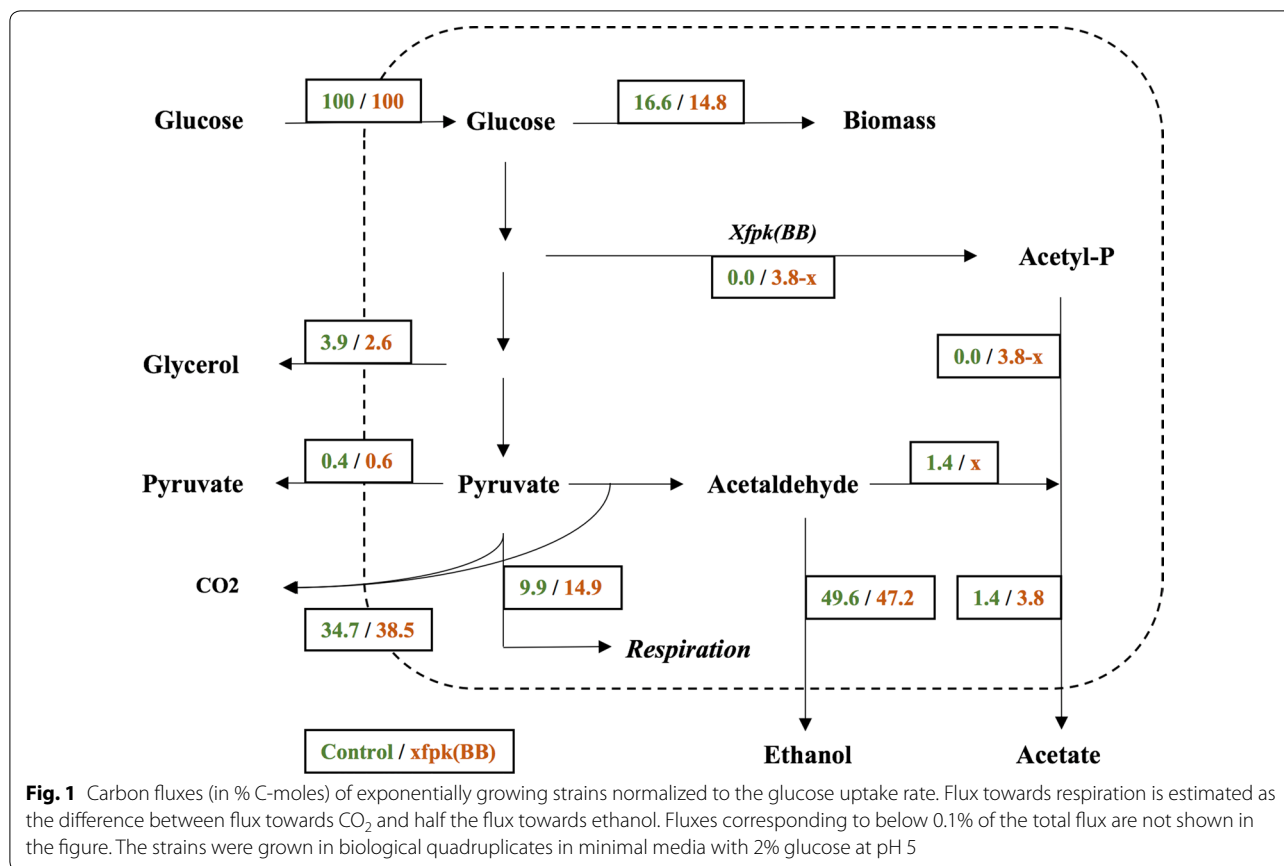 100 / 100
16.6 / 14.8
Glucose
Glucose
Biomass
Xfpk(BB)
Acetyl-P
0.0 / 3.8-x
3.9 / 2.6
Glycerol
0.0 / 3.8-x
0.4 / 0.6
1.4 / x
Pyruvate
Pyruvate
Acetaldehyde
CO2
9.9 / 14.9
49.6 / 47.2
1.4 / 3.8
34.7 / 38.5
Respiration
Control / xfpk(BB)
Ethanol
Acetate
Fig. 1 Carbon fluxes (in % C-moles) of exponentially growing strains normalized to the glucose uptake rate. Flux towards respiration is estimated as
the difference between flux towards CO₂ and half the flux towards ethanol. Fluxes corresponding to below 0.1% of the total flux are not shown in
the figure. The strains were grown in biological quadruplicates in minimal media with 2% glucose at pH 5